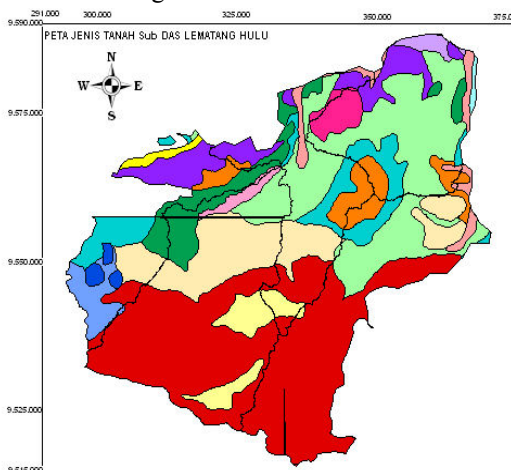 291.000 300.000 325.000 350.000 375.0
9.590.000
PETA JENIS TANAH Sub DAS LEMATANG HULU
N
W E
S
9.575.000
9.550.000
9.525.000
9.515.000